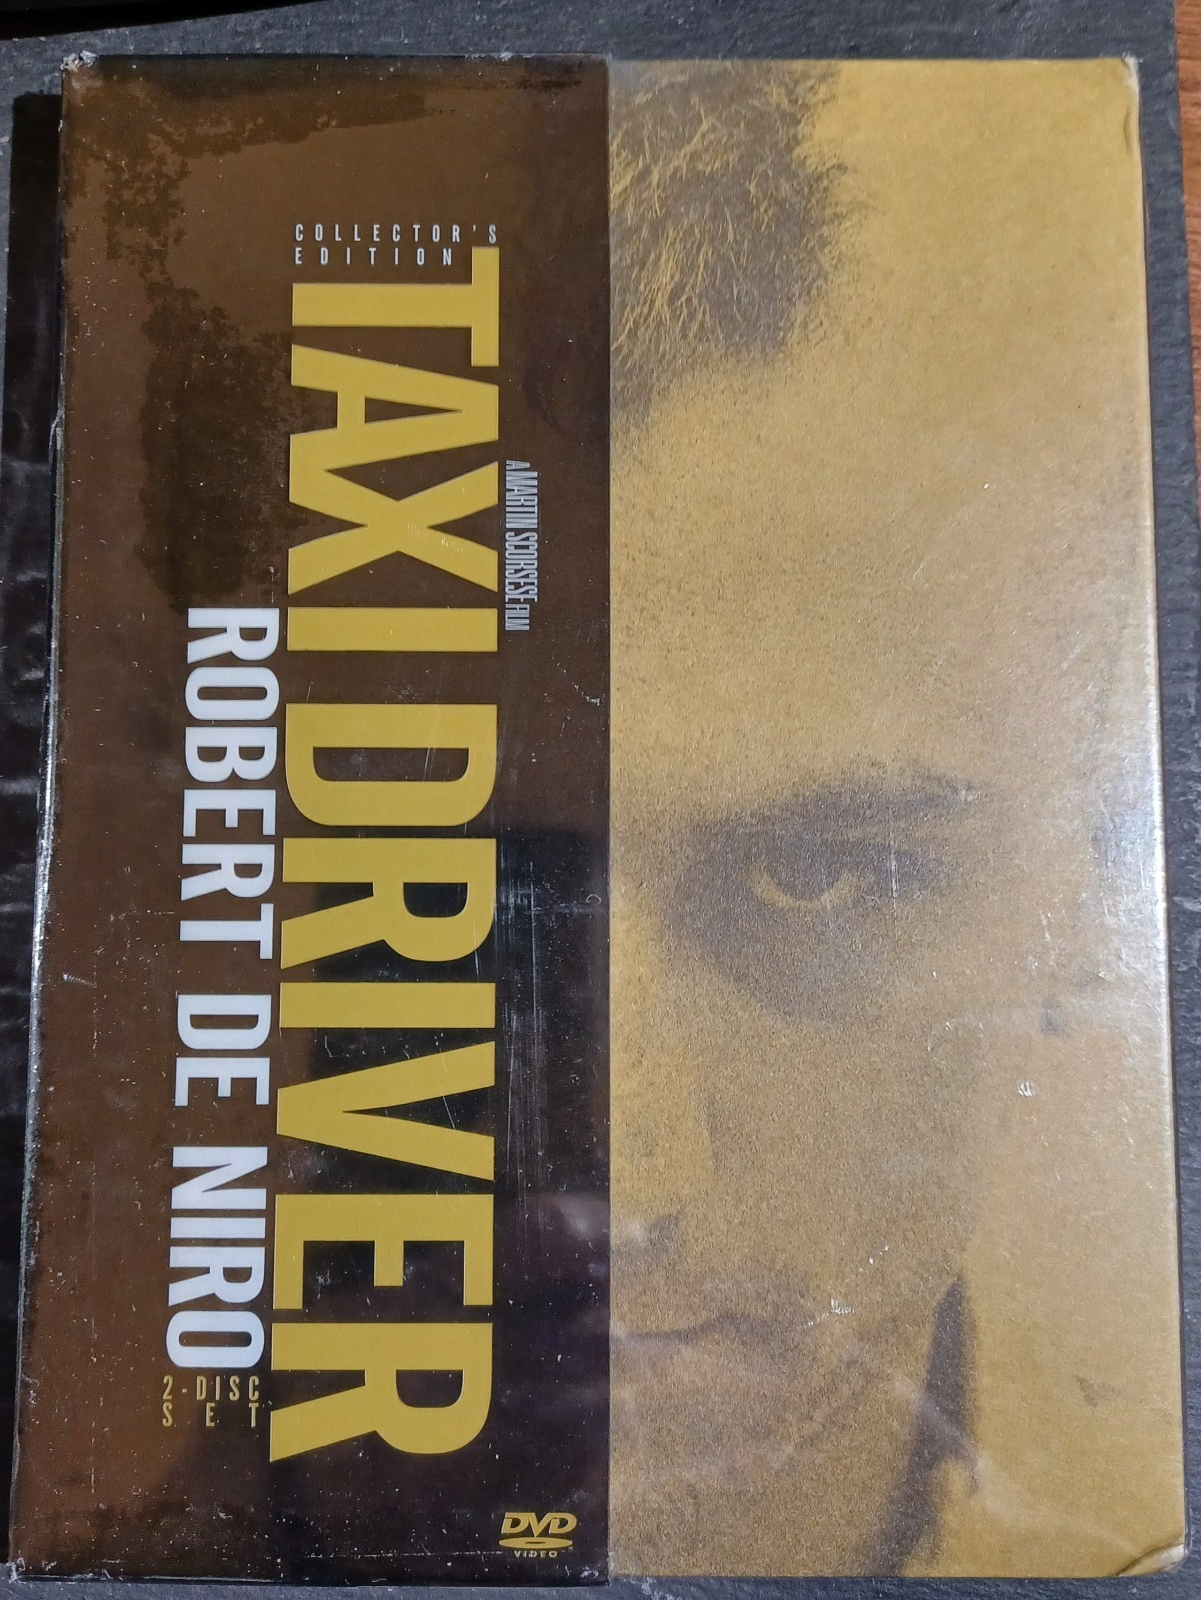 COLLECTOR'S
EDITION
TAXI DRIVER
A MARTIN SCORSESE FILM
ROBERT DE NIRO
2-DISC
SET
DVD
VIDEO